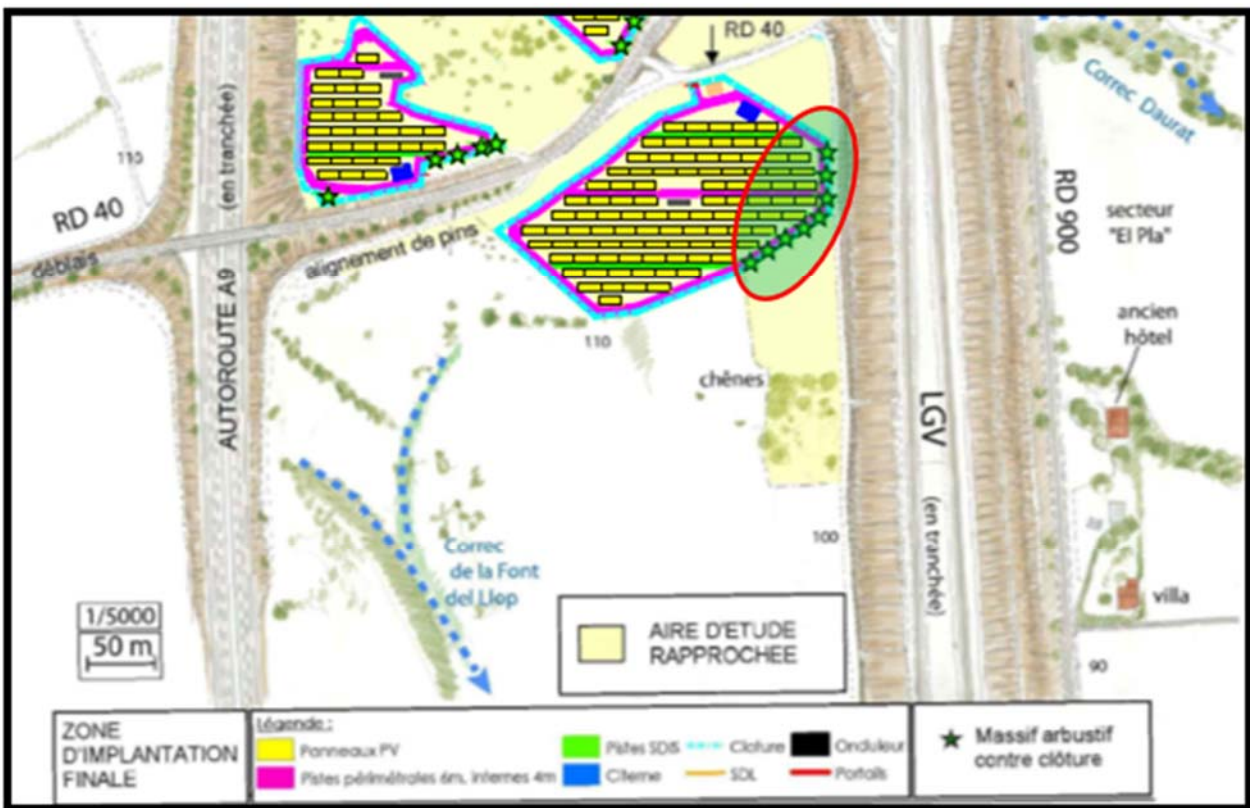 RD 40
Correc Daurat
110
(en tranchée)
RD 40
déblais
alignement de pins
AUTOROUTE A9
RD 900
secteur
"El Pla"
ancien
hôtel
110
chênes
LGV
(en tranchée)
100
Correc
de la Font
del Llop
villa
90
1/5000
50 m
AIRE D'ETUDE
RAPPROCHEE
ZONE
D'IMPLANTATION
FINALE
Légende :
Panneaux PV
Pistes SDIS
Cloture
Onduleur
Pistes périmétrales 6m, internes 4m
Citerne
SDL
Portails
Massif arbustif
contre clôture